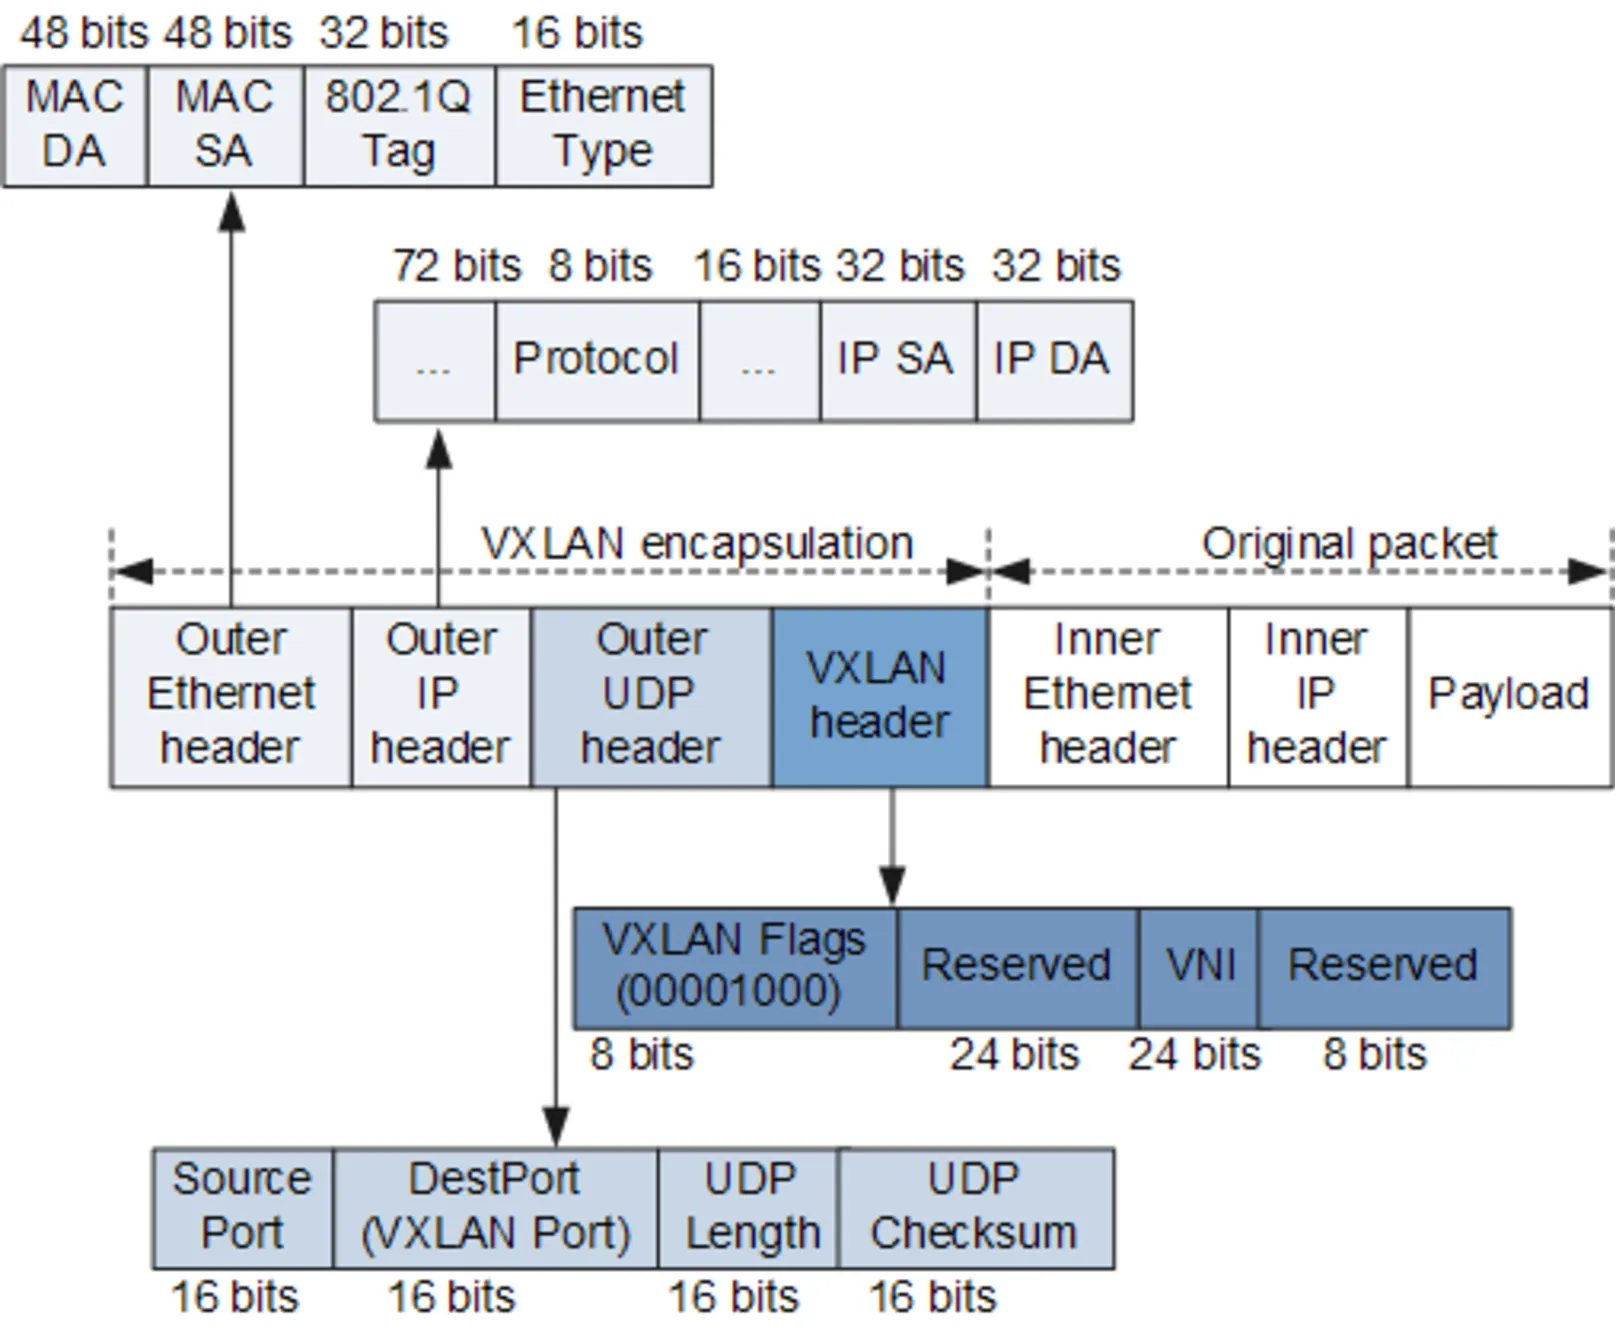 48 bits 48 bits 32 bits 16 bits
MAC DA
MAC SA
802.1Q Tag
Ethernet Type
72 bits 8 bits 16 bits 32 bits 32 bits
... Protocol ... IP SA IP DA
VXLAN encapsulation
Original packet
Outer Ethernet header
Outer IP header
Outer UDP header
VXLAN header
Inner Ethernet header
Inner IP header
Payload
VXLAN Flags (00001000)
Reserved
VNI
Reserved
8 bits 24 bits 24 bits 8 bits
Source Port
DestPort (VXLAN Port)
UDP Length
UDP Checksum
16 bits 16 bits 16 bits 16 bits